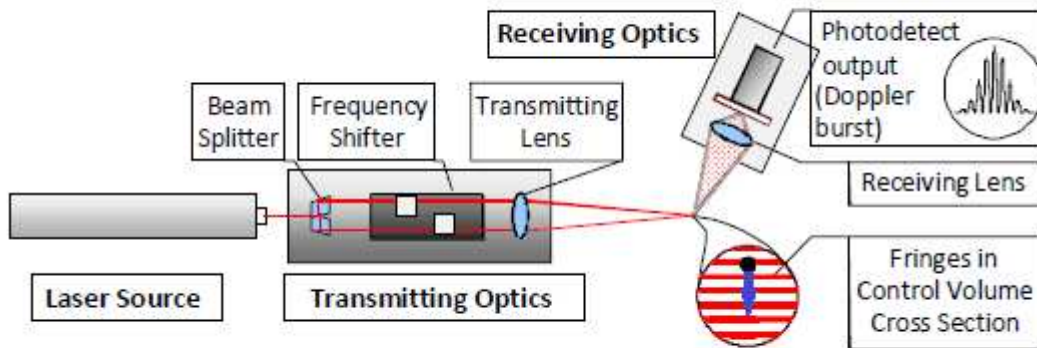 Receiving Optics
Photodetect
output
(Doppler
burst)
Beam
Splitter
Frequency
Shifter
Transmitting
Lens
Receiving Lens
Laser Source
Transmitting Optics
Fringes in
Control Volume
Cross Section